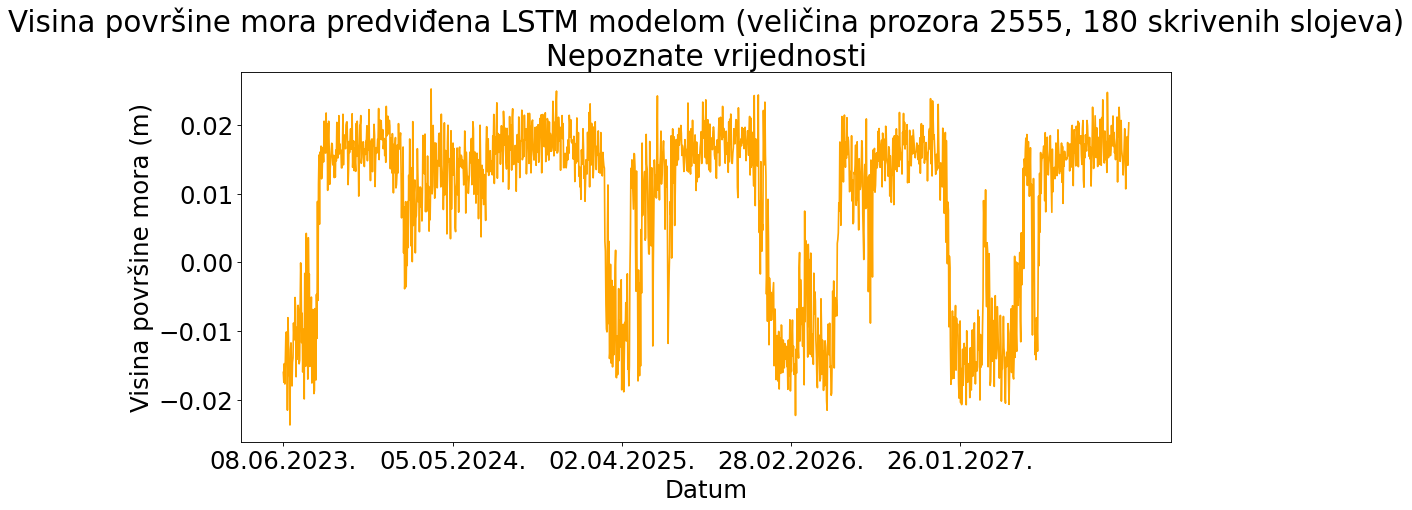 Visina površine mora predviđena LSTM modelom (veličina prozora 2555, 180 skrivenih slojeva)
Nepoznate vrijednosti
Visina površine mora (m)
0.02
0.01
0.00
−0.01
−0.02
08.06.2023. 05.05.2024. 02.04.2025. 28.02.2026. 26.01.2027.
Datum